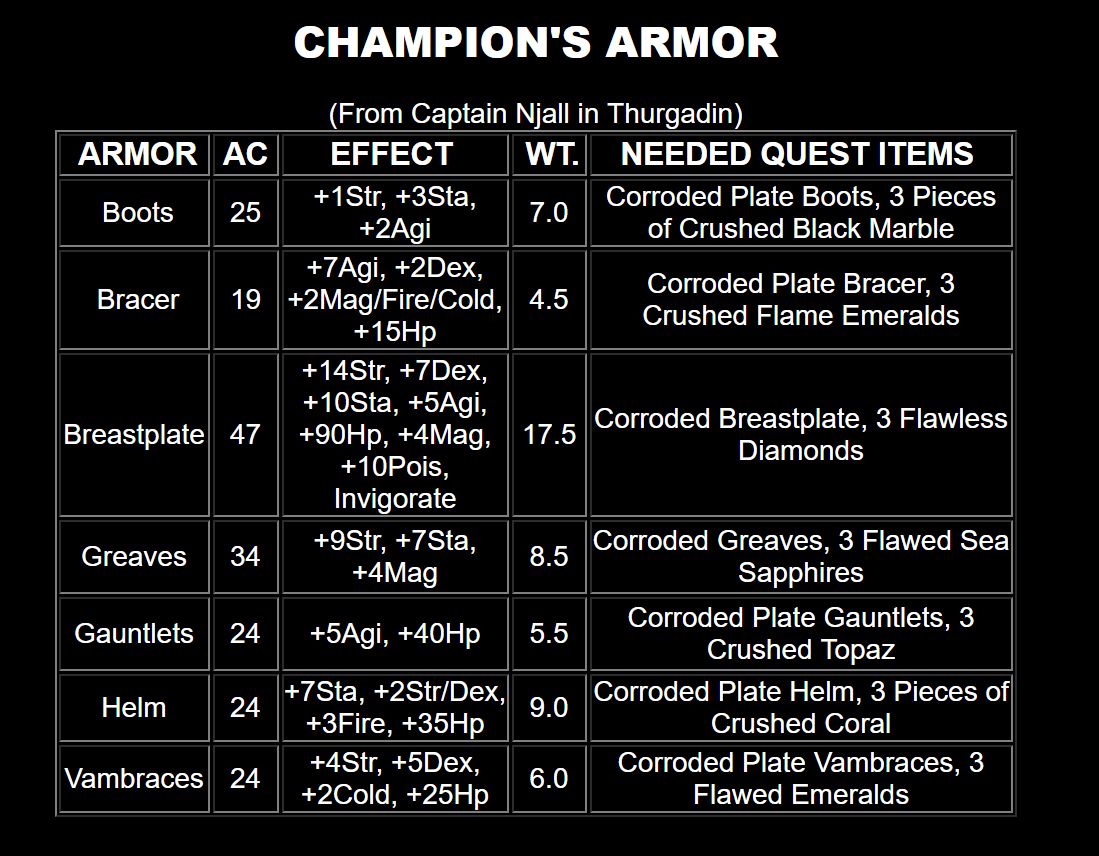 CHAMPION'S ARMOR
(From Captain Njall in Thurgadin)
ARMOR AC EFFECT WT. NEEDED QUEST ITEMS
Boots 25 +1Str, +3Sta, +2Agi 7.0 Corroded Plate Boots, 3 Pieces of Crushed Black Marble
Bracer 19 +7Agi, +2Dex, +2Mag/Fire/Cold, +15Hp 4.5 Corroded Plate Bracer, 3 Crushed Flame Emeralds
Breastplate 47 +14Str, +7Dex, +10Sta, +5Agi, +90Hp, +4Mag, +10Pois, Invigorate 17.5 Corroded Breastplate, 3 Flawless Diamonds
Greaves 34 +9Str, +7Sta, +4Mag 8.5 Corroded Greaves, 3 Flawed Sea Sapphires
Gauntlets 24 +5Agi, +40Hp 5.5 Corroded Plate Gauntlets, 3 Crushed Topaz
Helm 24 +7Sta, +2Str/Dex, +3Fire, +35Hp 9.0 Corroded Plate Helm, 3 Pieces of Crushed Coral
Vambraces 24 +4Str, +5Dex, +2Cold, +25Hp 6.0 Corroded Plate Vambraces, 3 Flawed Emeralds